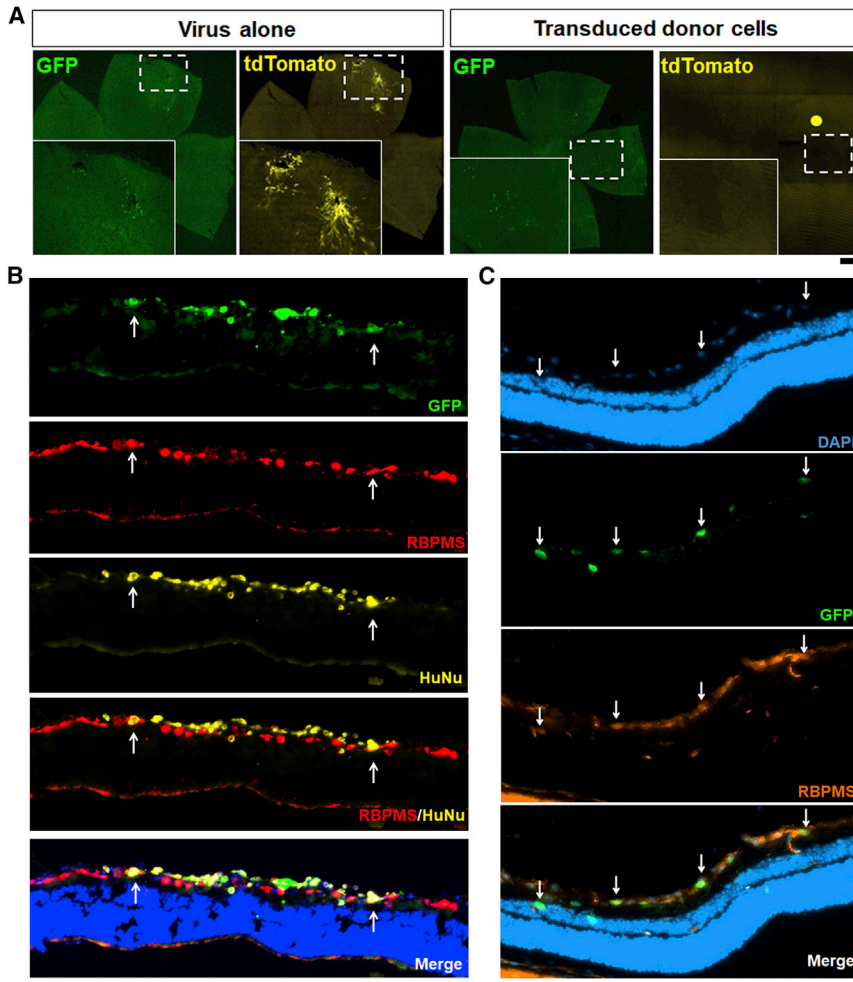 A
Virus alone
Transduced donor cells
GFP
tdTomato
GFP
tdTomato
B
C
GFP
RBPMS
HuNu
RBPMS/HuNu
Merge
DAPI
GFP
RBPMS
Merge